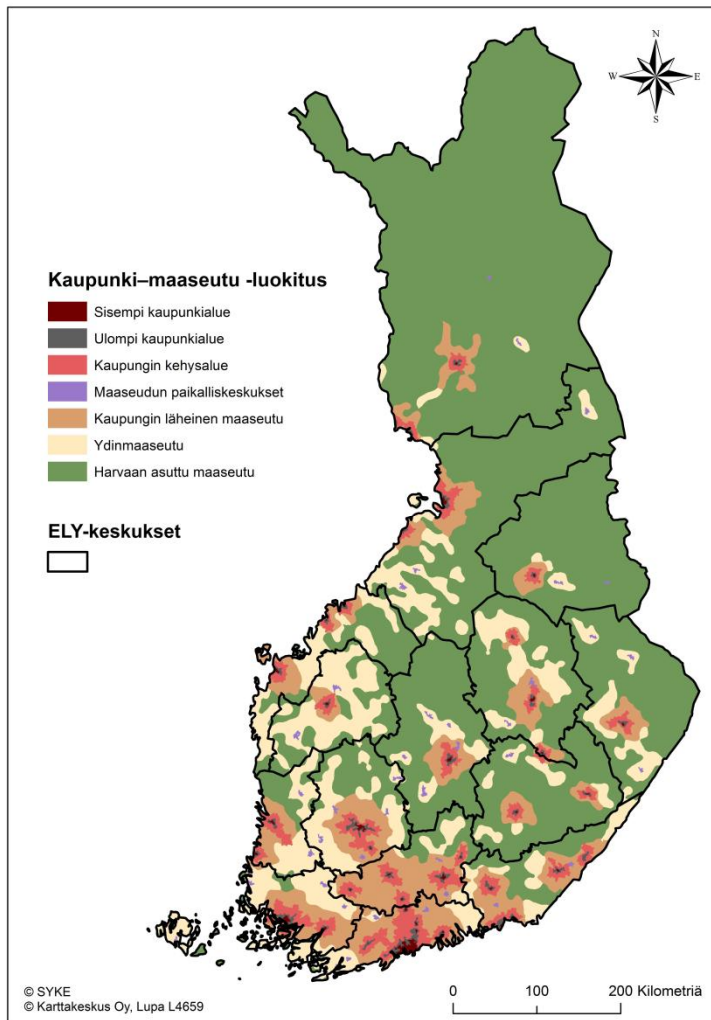 N
W E
S
Kaupunki–maaseutu -luokitus
Sisempi kaupunkialue
Ulompi kaupunkialue
Kaupungin kehysalue
Maaseudun paikalliskeskukset
Kaupungin läheinen maaseutu
Ydinmaaseutu
Harvaan asuttu maaseutu
ELY-keskukset
© SYKE
© Karttakeskus Oy, Lupa L4659
0 100 200 Kilometriä